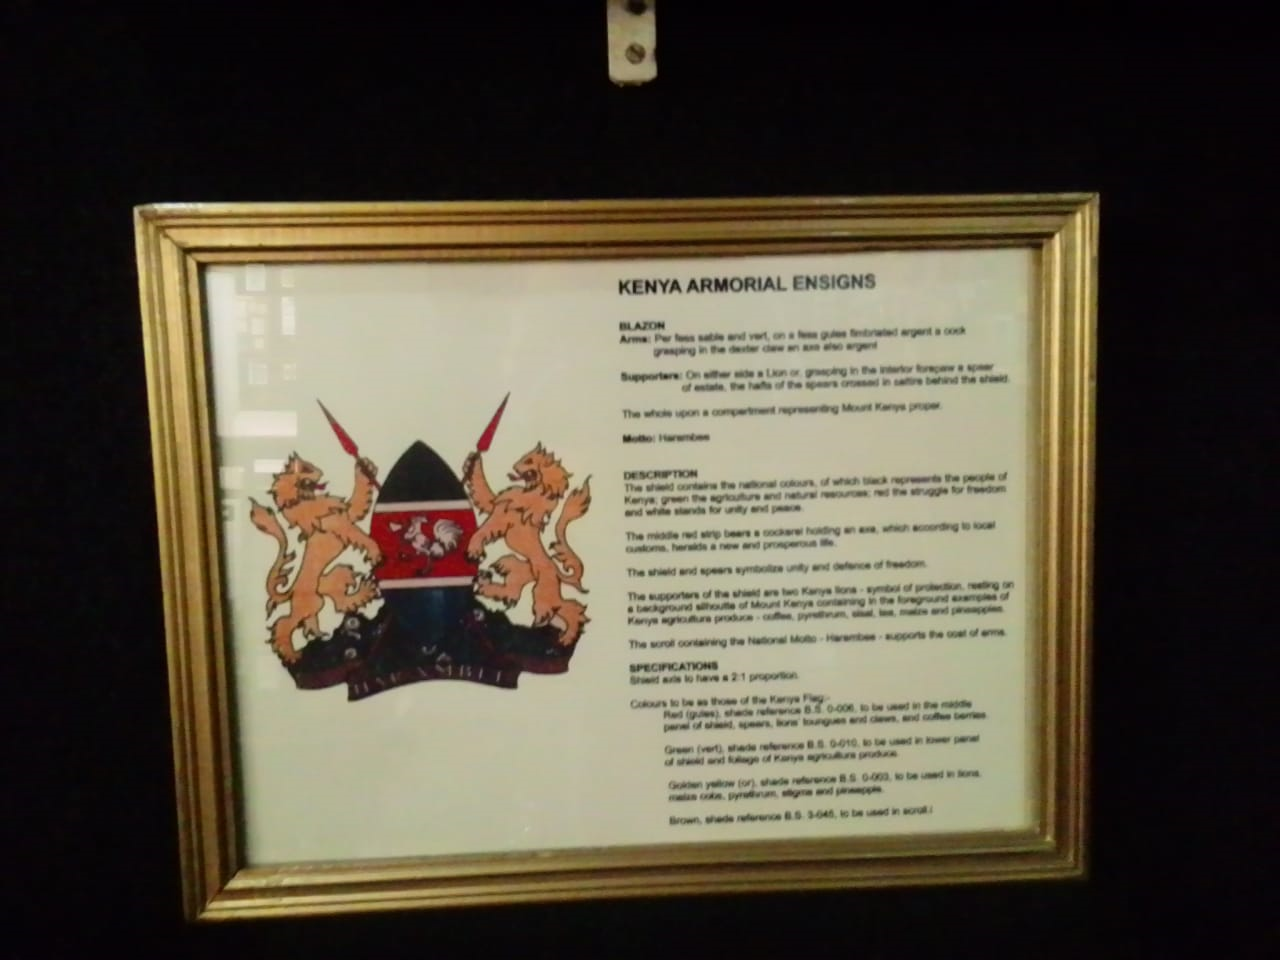 KENYA ARMORIAL ENSIGNS
BLAZON
Arms: Per fess sable and vert, on a fess gules fimbriated argent a cock
grasping in the dexter claw an axe also argent
Supporters: On either side a Lion or, grasping in the interior forepaw a spear
of estate, the hafts of the spears crossed in saltire behind the shield.
The whole upon a compartment representing Mount Kenya proper.
Motto: Harambee
DESCRIPTION
The shield contains the national colours, of which black represents the people of
Kenya; green the agriculture and natural resources; red the struggle for freedom
and white stands for unity and peace.
The middle red strip bears a cockerel holding an axe, which according to local
customs, heralds a new and prosperous life.
The shield and spears symbolize unity and defence of freedom.
The supporters of the shield are two Kenya lions - symbol of protection, resting on
a background silhoutte of Mount Kenya containing in the foreground examples of
Kenya agriculture produce - coffee, pyrethrum, sisal, tea, maize and pineapples.
The scroll containing the National Motto - Harambee - supports the coat of arms.
SPECIFICATIONS
Shield axis to have a 2:1 proportion.
Colours to be as those of the Kenya Flag:-
Red (gules), shade reference B.S. 0-006, to be used in the middle
panel of shield, spears, lions' toungues and claws, and coffee berries.
Green (vert), shade reference B.S. 0-010, to be used in lower panel
of shield and foliage of Kenya agriculture produce.
Golden yellow (or), shade reference B.S. 0-003, to be used in lions,
maize cobs, pyrethrum, stigma and pineapple.
Brown, shade reference B.S. 3-045, to be used in scroll.
HARAMBEE